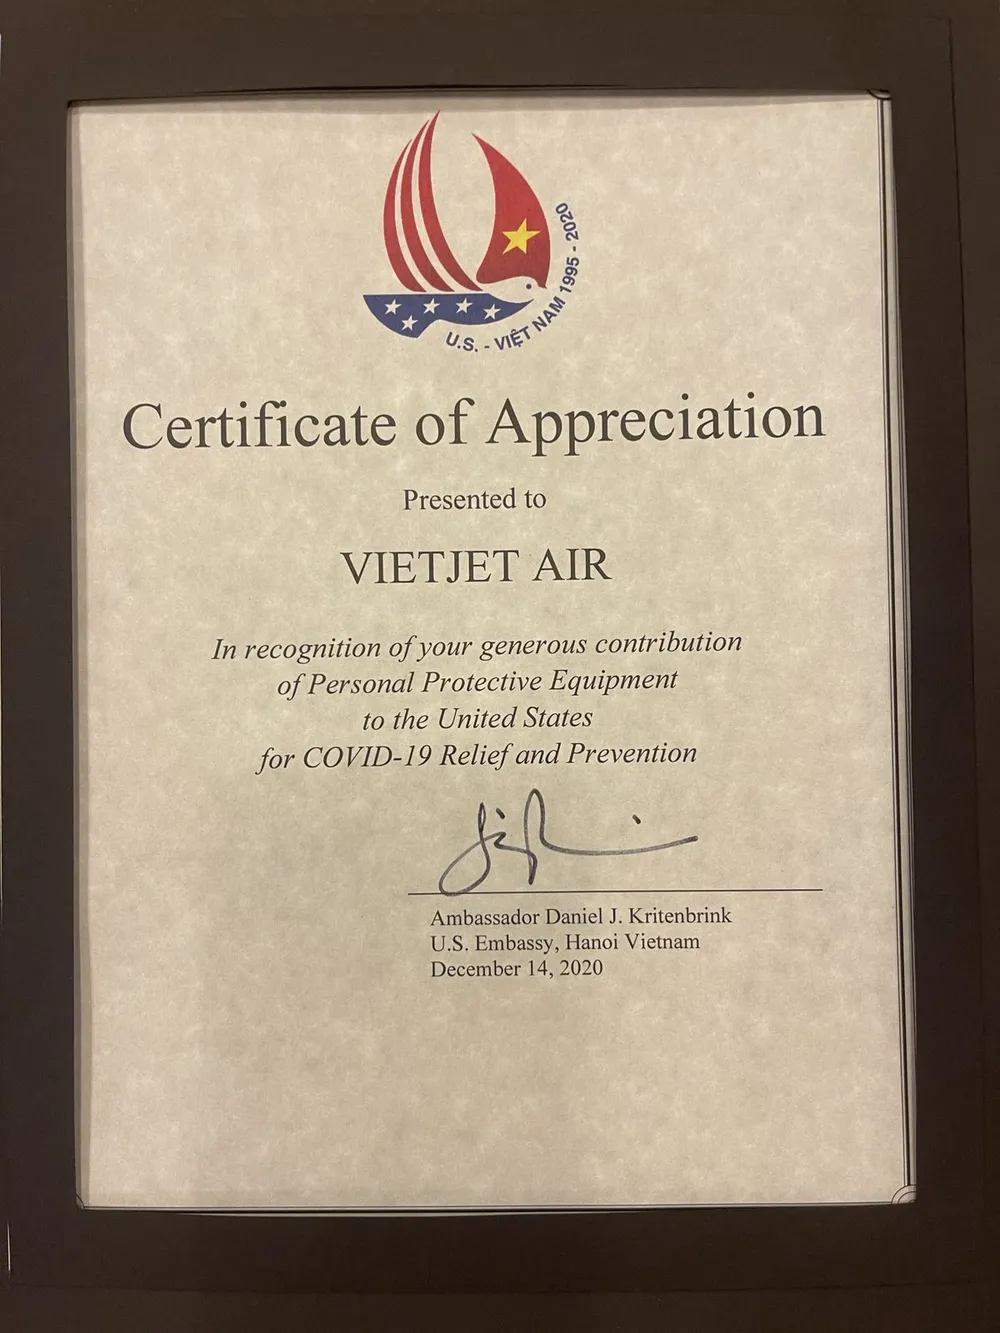 U.S. - VIỆT NAM 1995 - 2020
Certificate of Appreciation
Presented to
VIETJET AIR
In recognition of your generous contribution
of Personal Protective Equipment
to the United States
for COVID-19 Relief and Prevention
Ambassador Daniel J. Kritenbrink
U.S. Embassy, Hanoi Vietnam
December 14, 2020